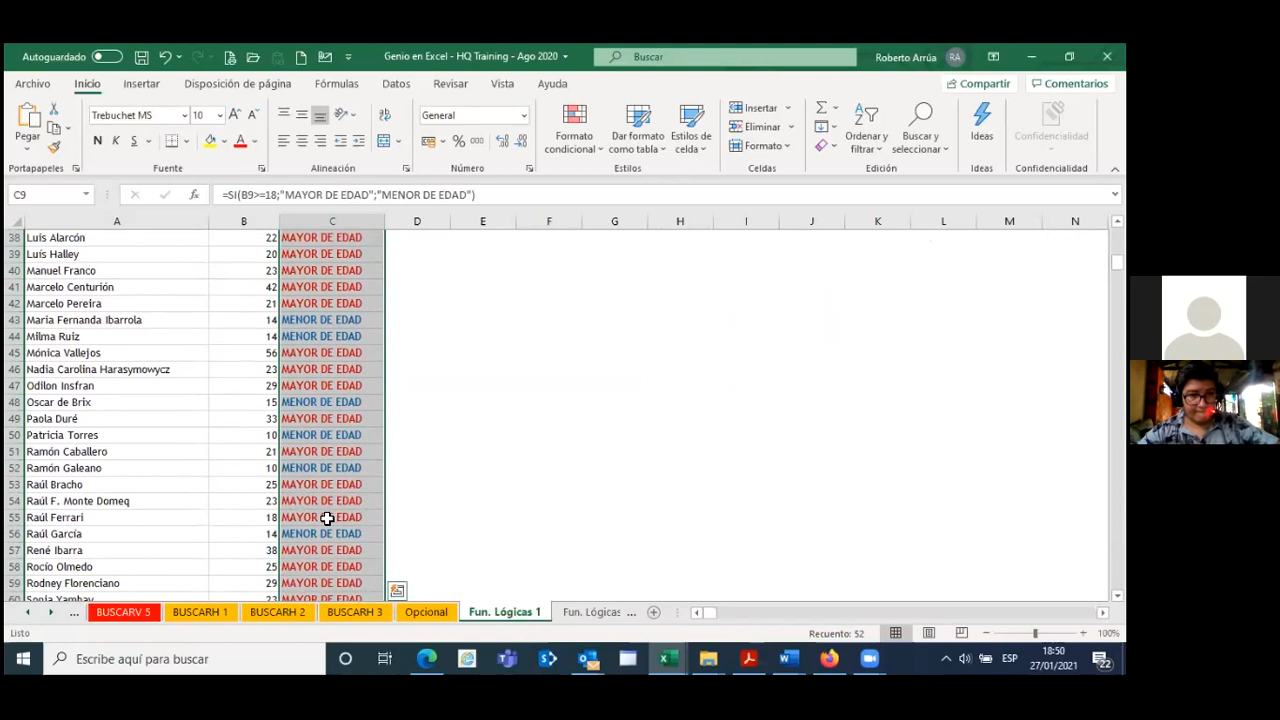 Autoguardado
Genio en Excel - HQ Training - Ago 2020
Buscar
Roberto Arrúa
RA
Archivo Inicio Insertar Disposición de página Fórmulas Datos Revisar Vista Ayuda
Compartir Comentarios
Pegar
Portapapeles
Trebuchet MS 10
N K S
Fuente
Alineación
General
Número
Formato condicional
Dar formato como tabla
Estilos de celda
Estilos
Insertar
Eliminar
Formato
Celdas
Ordenar y filtrar
Buscar y seleccionar
Edición
Ideas
Ideas
Confidencialidad
Confidencialidad
C9 fx =SI(B9>=18;"MAYOR DE EDAD";"MENOR DE EDAD")
A B C D E F G H I J K L M N
38 Luís Alarcón 22 MAYOR DE EDAD
39 Luís Halley 20 MAYOR DE EDAD
40 Manuel Franco 23 MAYOR DE EDAD
41 Marcelo Centurión 42 MAYOR DE EDAD
42 Marcelo Pereira 21 MAYOR DE EDAD
43 Maria Fernanda Ibarrola 14 MENOR DE EDAD
44 Milma Ruiz 14 MENOR DE EDAD
45 Mónica Vallejos 56 MAYOR DE EDAD
46 Nadia Carolina Harasymowycz 23 MAYOR DE EDAD
47 Odilon Insfran 29 MAYOR DE EDAD
48 Oscar de Brix 15 MENOR DE EDAD
49 Paola Duré 33 MAYOR DE EDAD
50 Patricia Torres 10 MENOR DE EDAD
51 Ramón Caballero 21 MAYOR DE EDAD
52 Ramón Galeano 10 MENOR DE EDAD
53 Raúl Bracho 25 MAYOR DE EDAD
54 Raúl F. Monte Domeq 23 MAYOR DE EDAD
55 Raúl Ferrari 18 MAYOR DE EDAD
56 Raúl García 14 MENOR DE EDAD
57 René Ibarra 38 MAYOR DE EDAD
58 Rocío Olmedo 25 MAYOR DE EDAD
59 Rodney Florenciano 29 MAYOR DE EDAD
60 Sonia Yambay 23 MAYOR DE EDAD
... BUSCARV 5 BUSCARH 1 BUSCARH 2 BUSCARH 3 Opcional Fun. Lógicas 1 Fun. Lógicas ...
Listo
Recuento: 52
100%
Escribe aquí para buscar
ESP
18:50
27/01/2021
22